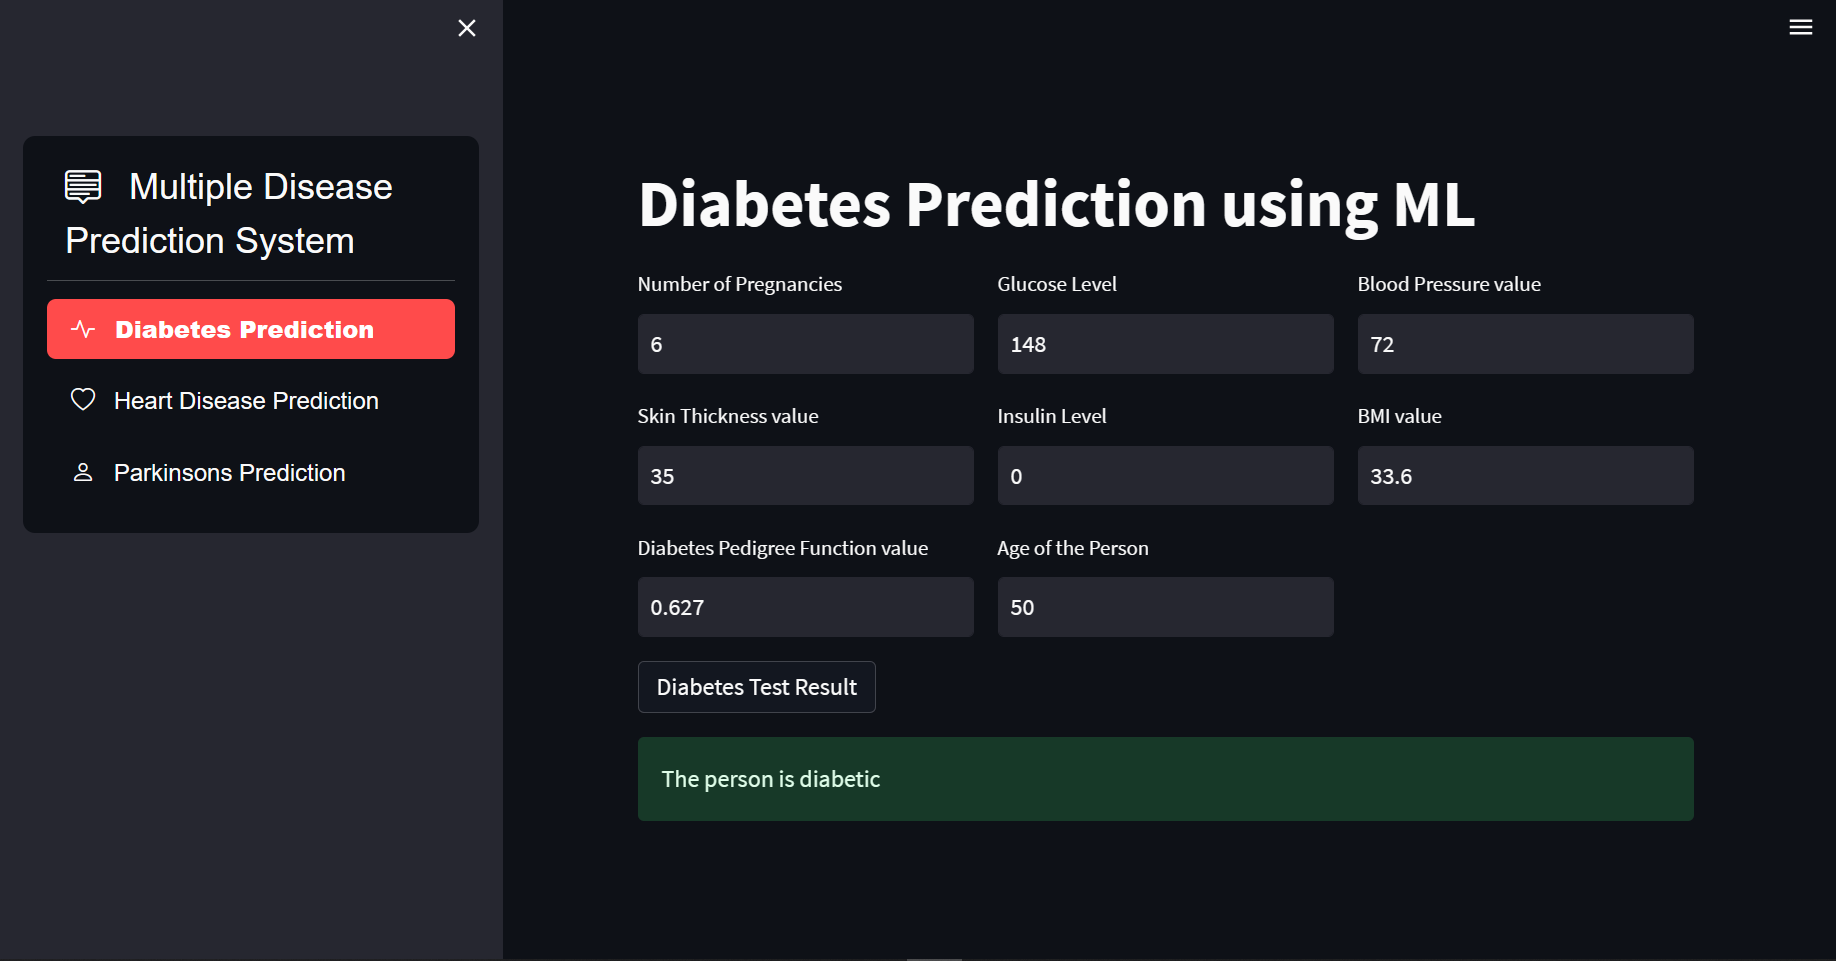 Multiple Disease
Prediction System
Diabetes Prediction
Heart Disease Prediction
Parkinsons Prediction
Diabetes Prediction using ML
Number of Pregnancies
Glucose Level
Blood Pressure value
6
148
72
Skin Thickness value
Insulin Level
BMI value
35
0
33.6
Diabetes Pedigree Function value
Age of the Person
0.627
50
Diabetes Test Result
The person is diabetic